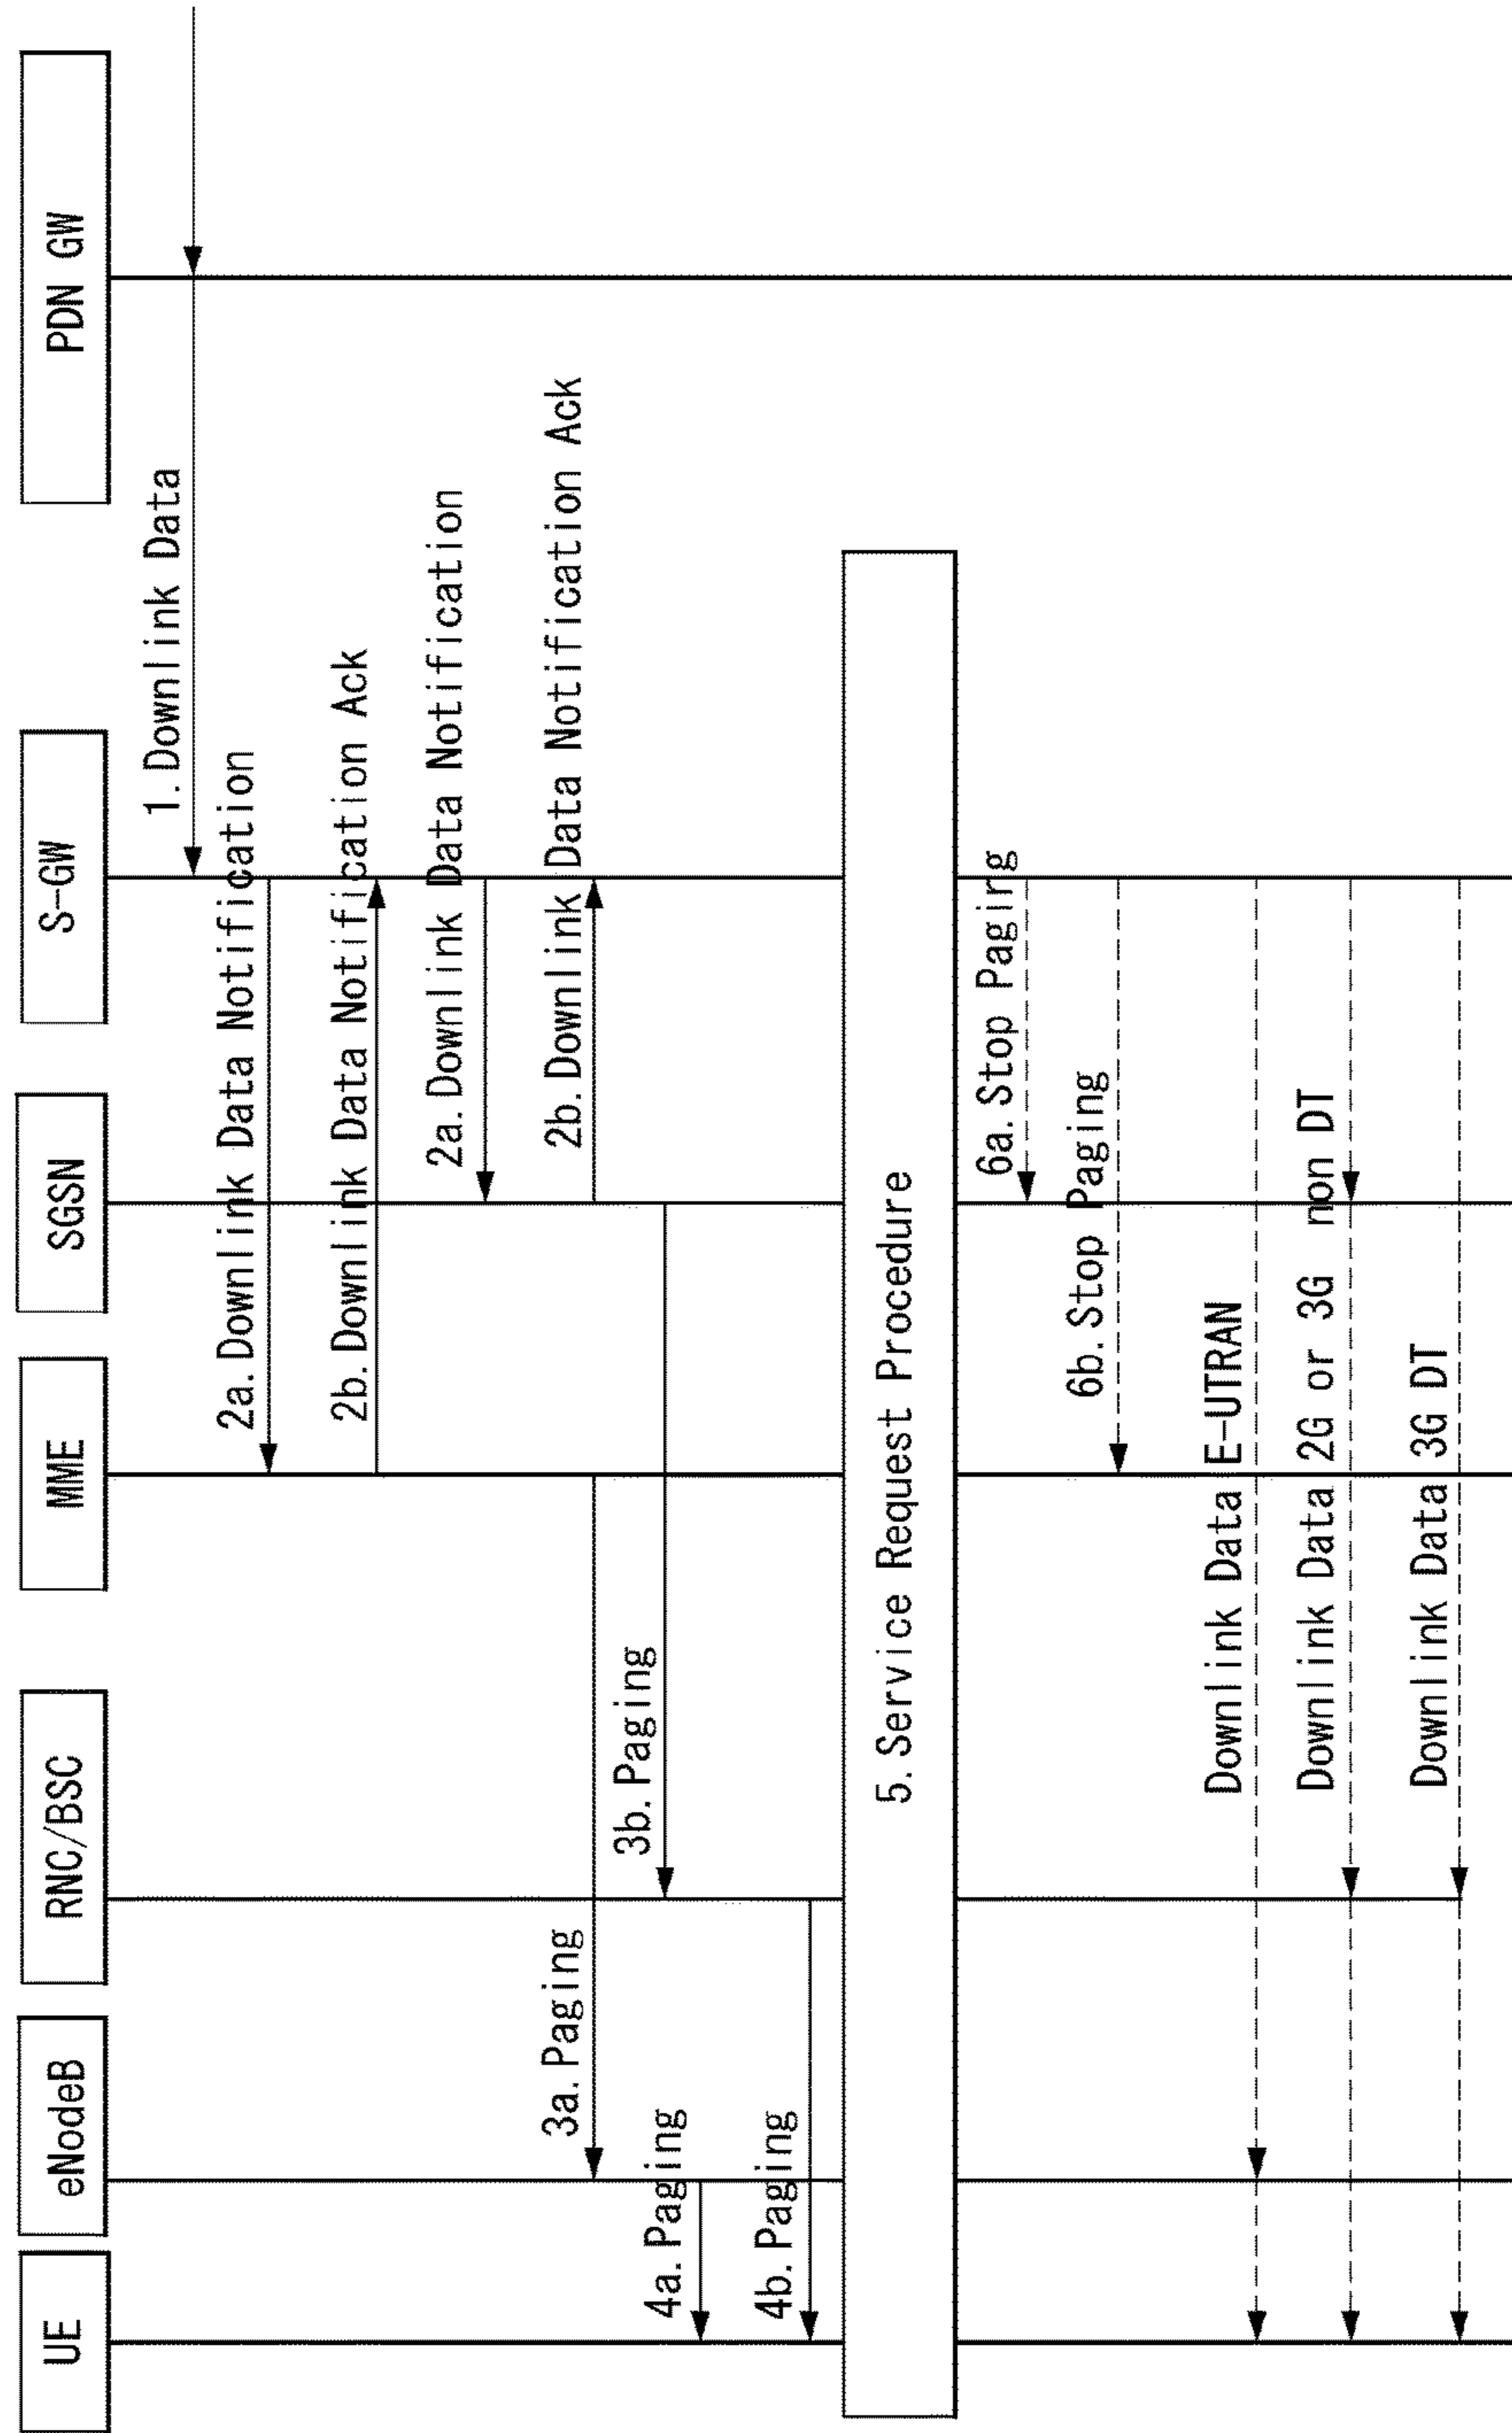 UE
eNodeB
RNC/BSC
MME
SGSN
S-GW
PDN GW
1. Downlink Data
2a. Downlink Data Notification
2b. Downlink Data Notification Ack
2a. Downlink Data Notification
2b. Downlink Data Notification Ack
3a. Paging
3b. Paging
4a. Paging
4b. Paging
5. Service Request Procedure
6a. Stop Paging
6b. Stop Paging
Downlink Data E-UTRAN
Downlink Data 2G or 3G non DT
Downlink Data 3G DT